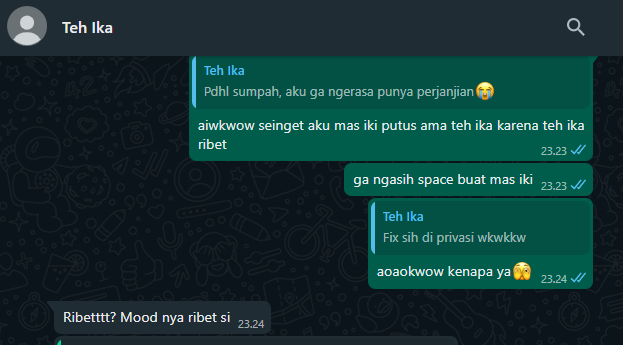 Teh Ika
Teh Ika
Pdhl sumpah, aku ga ngerasa punya perjanjian😭
aiwkwow seinget aku mas iki putus ama teh ika karena teh ika
ribet
23.23
ga ngasih space buat mas iki 23.23
Teh Ika
Fix sih di privasi wkwkkw
aoaokwow kenapa ya🫣 23.24
Ribetttt? Mood nya ribet si 23.24